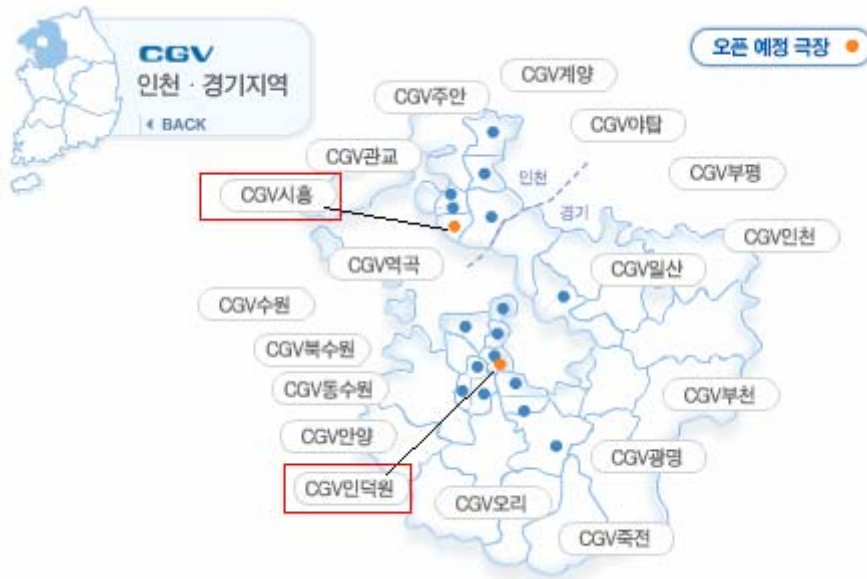 CGV
인천 · 경기지역
BACK
오픈 예정 극장
CGV계양
CGV주안
CGV야탑
CGV관교
CGV부평
인천
CGV시흥
경기
CGV인천
CGV역곡
CGV일산
CGV수원
CGV북수원
CGV동수원
CGV부천
CGV안양
CGV광명
CGV인덕원
CGV오리
CGV죽전